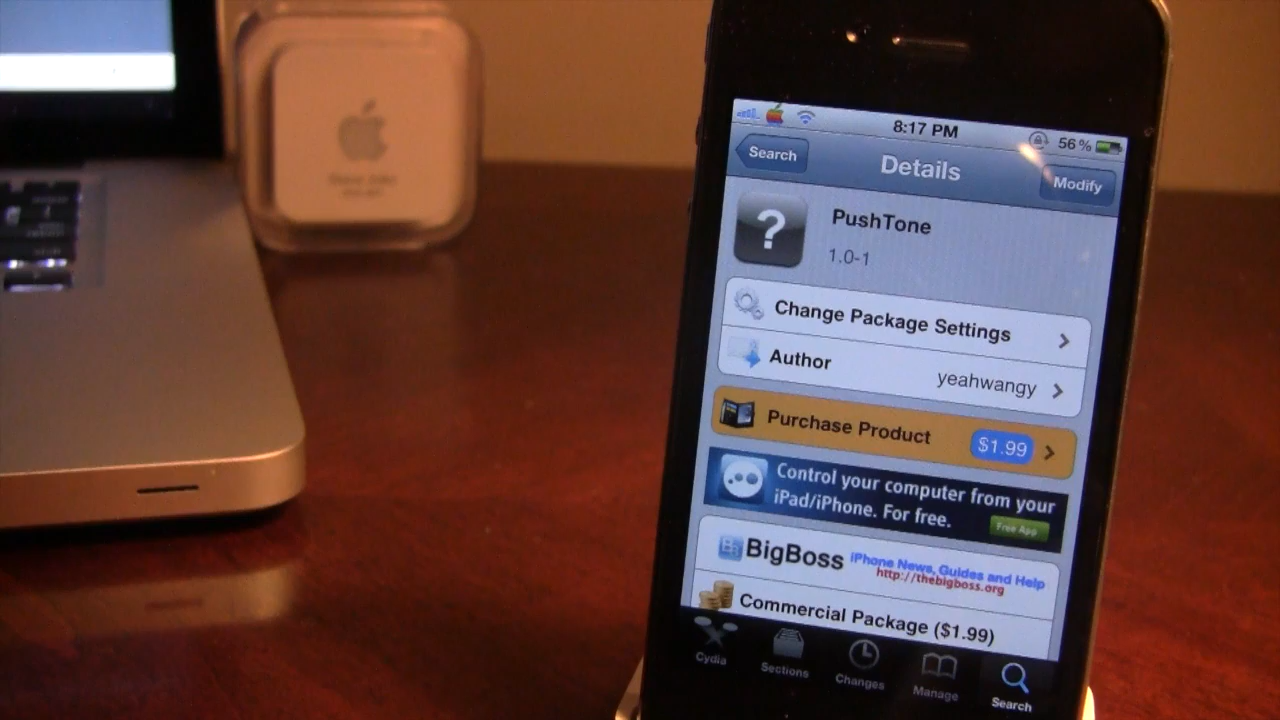 8:17 PM
56%
Search
Details
Modify
?
PushTone
1.0-1
Change Package Settings
Author
yeahwangy
Purchase Product
$1.99
Control your computer from your
iPad/iPhone. For free.
Free App
BigBoss
iPhone News, Guides and Help
http://thebigboss.org
Commercial Package ($1.99)
Cydia
Sections
Changes
Manage
Search